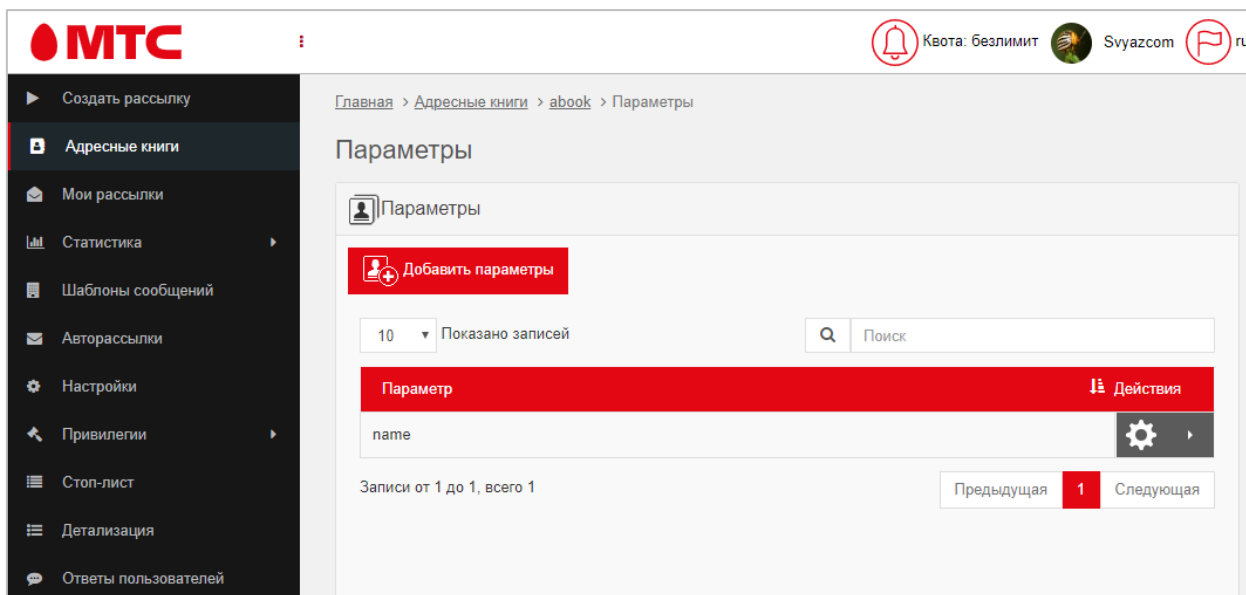 МТС
Квота: безлимит Svyazcom ru
Создать рассылку
Адресные книги
Мои рассылки
Статистика
Шаблоны сообщений
Авторассылки
Настройки
Привилегии
Стоп-лист
Детализация
Ответы пользователей
Главная > Адресные книги > abook > Параметры
Параметры
Параметры
Добавить параметры
10 Показано записей Поиск
Параметр Действия
name
Записи от 1 до 1, всего 1
Предыдущая 1 Следующая